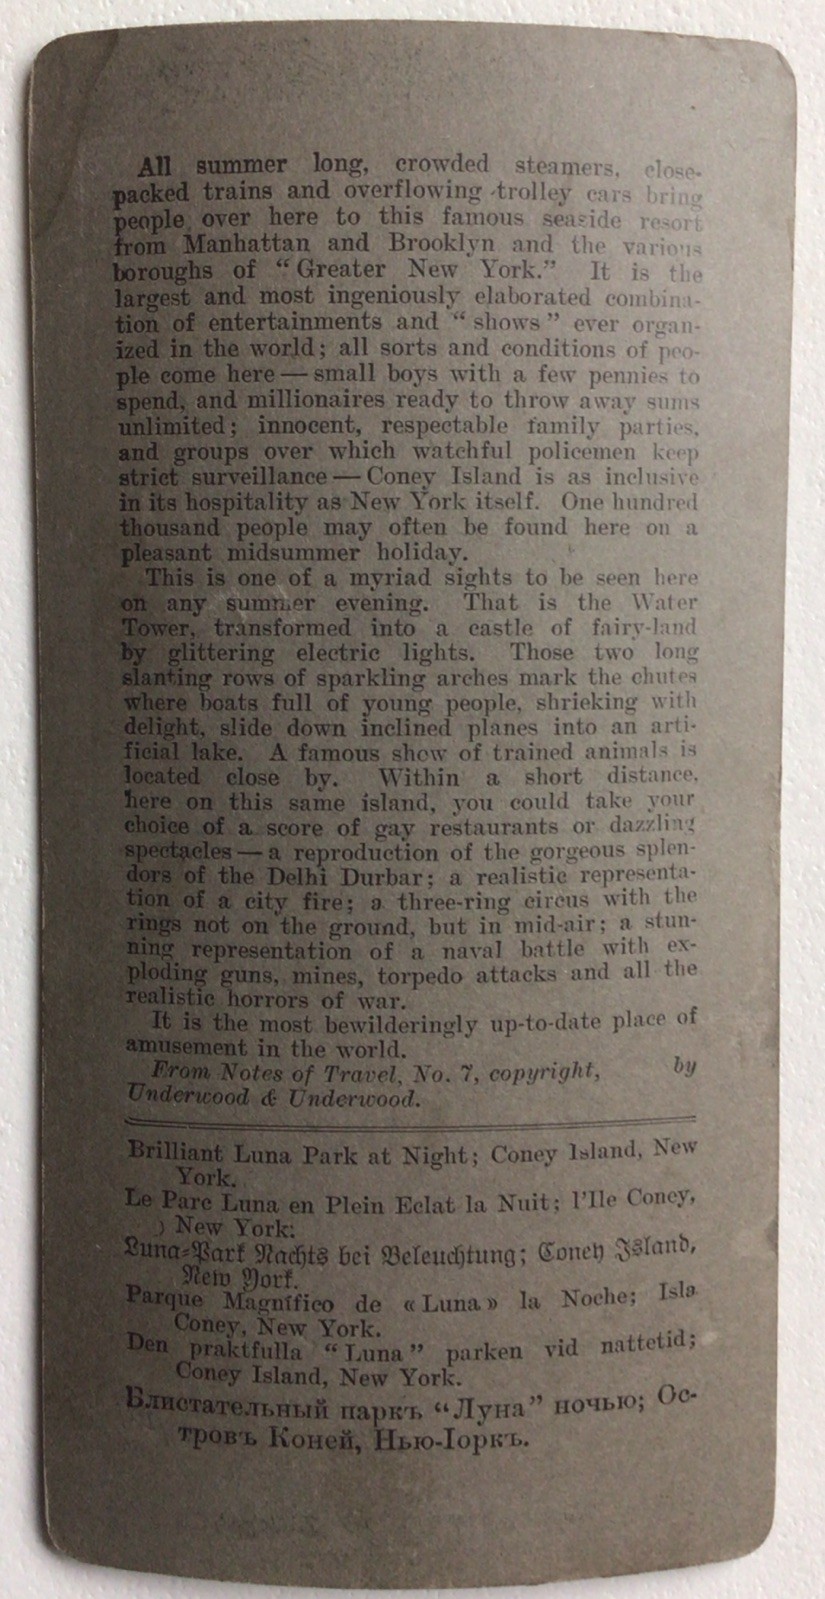 All summer long, crowded steamers, close-
packed trains and overflowing trolley cars bring
people over here to this famous seaside resort
from Manhattan and Brooklyn and the various
boroughs of “Greater New York.” It is the
largest and most ingeniously elaborated combina-
tion of entertainments and “shows” ever organ-
ized in the world; all sorts and conditions of peo-
ple come here — small boys with a few pennies to
spend, and millionaires ready to throw away sums
unlimited; innocent, respectable family parties,
and groups over which watchful policemen keep
strict surveillance — Coney Island is as inclusive
in its hospitality as New York itself. One hundred
thousand people may often be found here on a
pleasant midsummer holiday.
This is one of a myriad sights to be seen here
on any summer evening. That is the Water
Tower, transformed into a castle of fairy-land
by glittering electric lights. Those two long
slanting rows of sparkling arches mark the chutes
where boats full of young people, shrieking with
delight, slide down inclined planes into an arti-
ficial lake. A famous show of trained animals is
located close by. Within a short distance,
here on this same island, you could take your
choice of a score of gay restaurants or dazzling
spectacles — a reproduction of the gorgeous splen-
dors of the Delhi Durbar; a realistic representa-
tion of a city fire; a three-ring circus with the
rings not on the ground, but in mid-air; a stun-
ning representation of a naval battle with ex-
ploding guns, mines, torpedo attacks and all the
realistic horrors of war.
It is the most bewilderingly up-to-date place of
amusement in the world.
From Notes of Travel, No. 7, copyright, by
Underwood & Underwood.
Brilliant Luna Park at Night; Coney Island, New
York.
Le Parc Luna en Plein Eclat la Nuit; l'Ile Coney,
New York.
Luna-Park Nachts bei Beleuchtung; Coney Island,
New York.
Parque Magnífico de «Luna» la Noche; Isla
Coney, New York.
Den praktfulla “Luna” parken vid nattetid;
Coney Island, New York.
Блистательный паркъ “Луна” ночью; Ос-
тровъ Коней, Нью-Іоркъ.